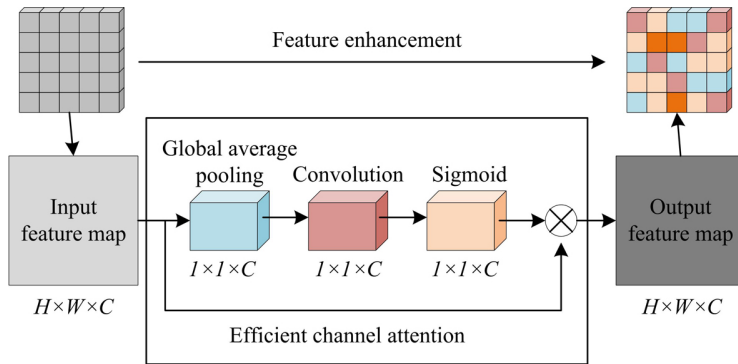 Feature enhancement
Global average
pooling
Convolution
Sigmoid
Input
feature map
Output
feature map
1×1×C
1×1×C
1×1×C
H×W×C
H×W×C
Efficient channel attention